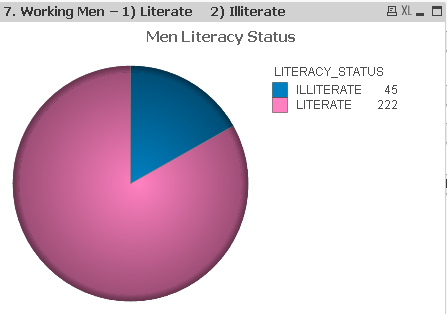 7. Working Men – 1) Literate 2) Illiterate XL
Men Literacy Status
LITERACY_STATUS
ILLITERATE 45
LITERATE 222